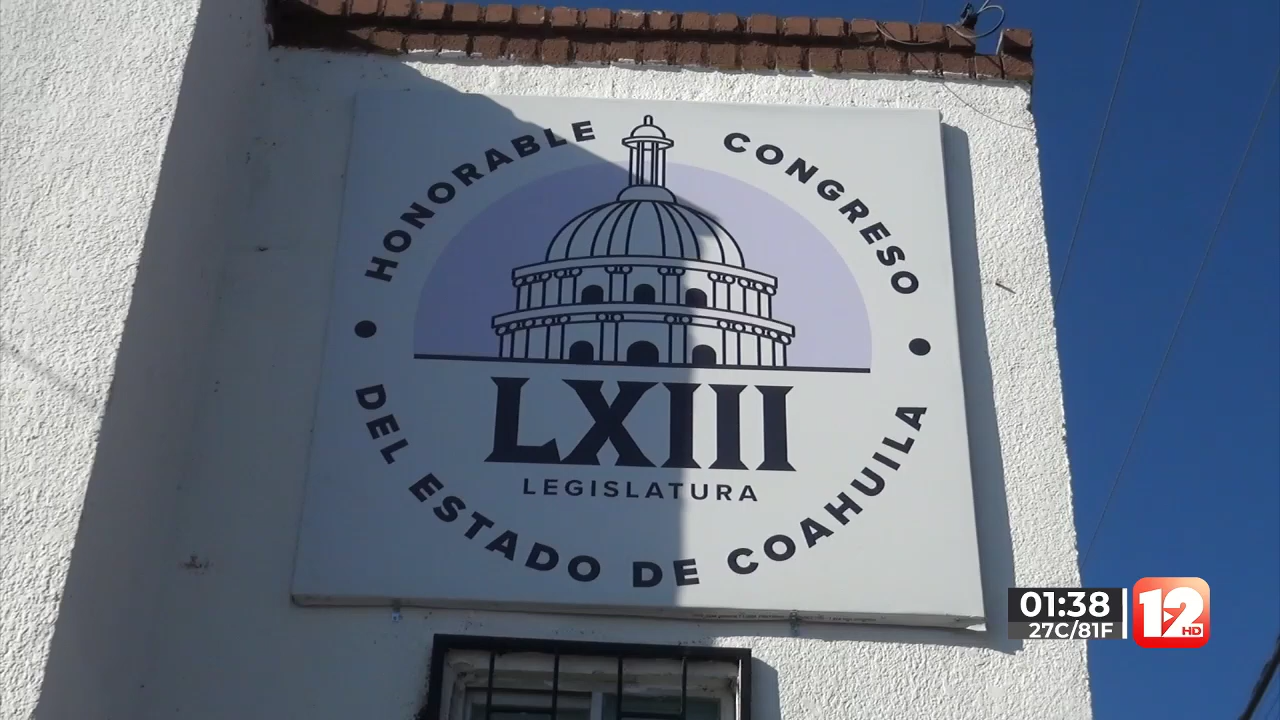 HONORABLE CONGRESO
DEL ESTADO DE COAHUILA
LXIII
LEGISLATURA
01:38
27C/81F
12
HD